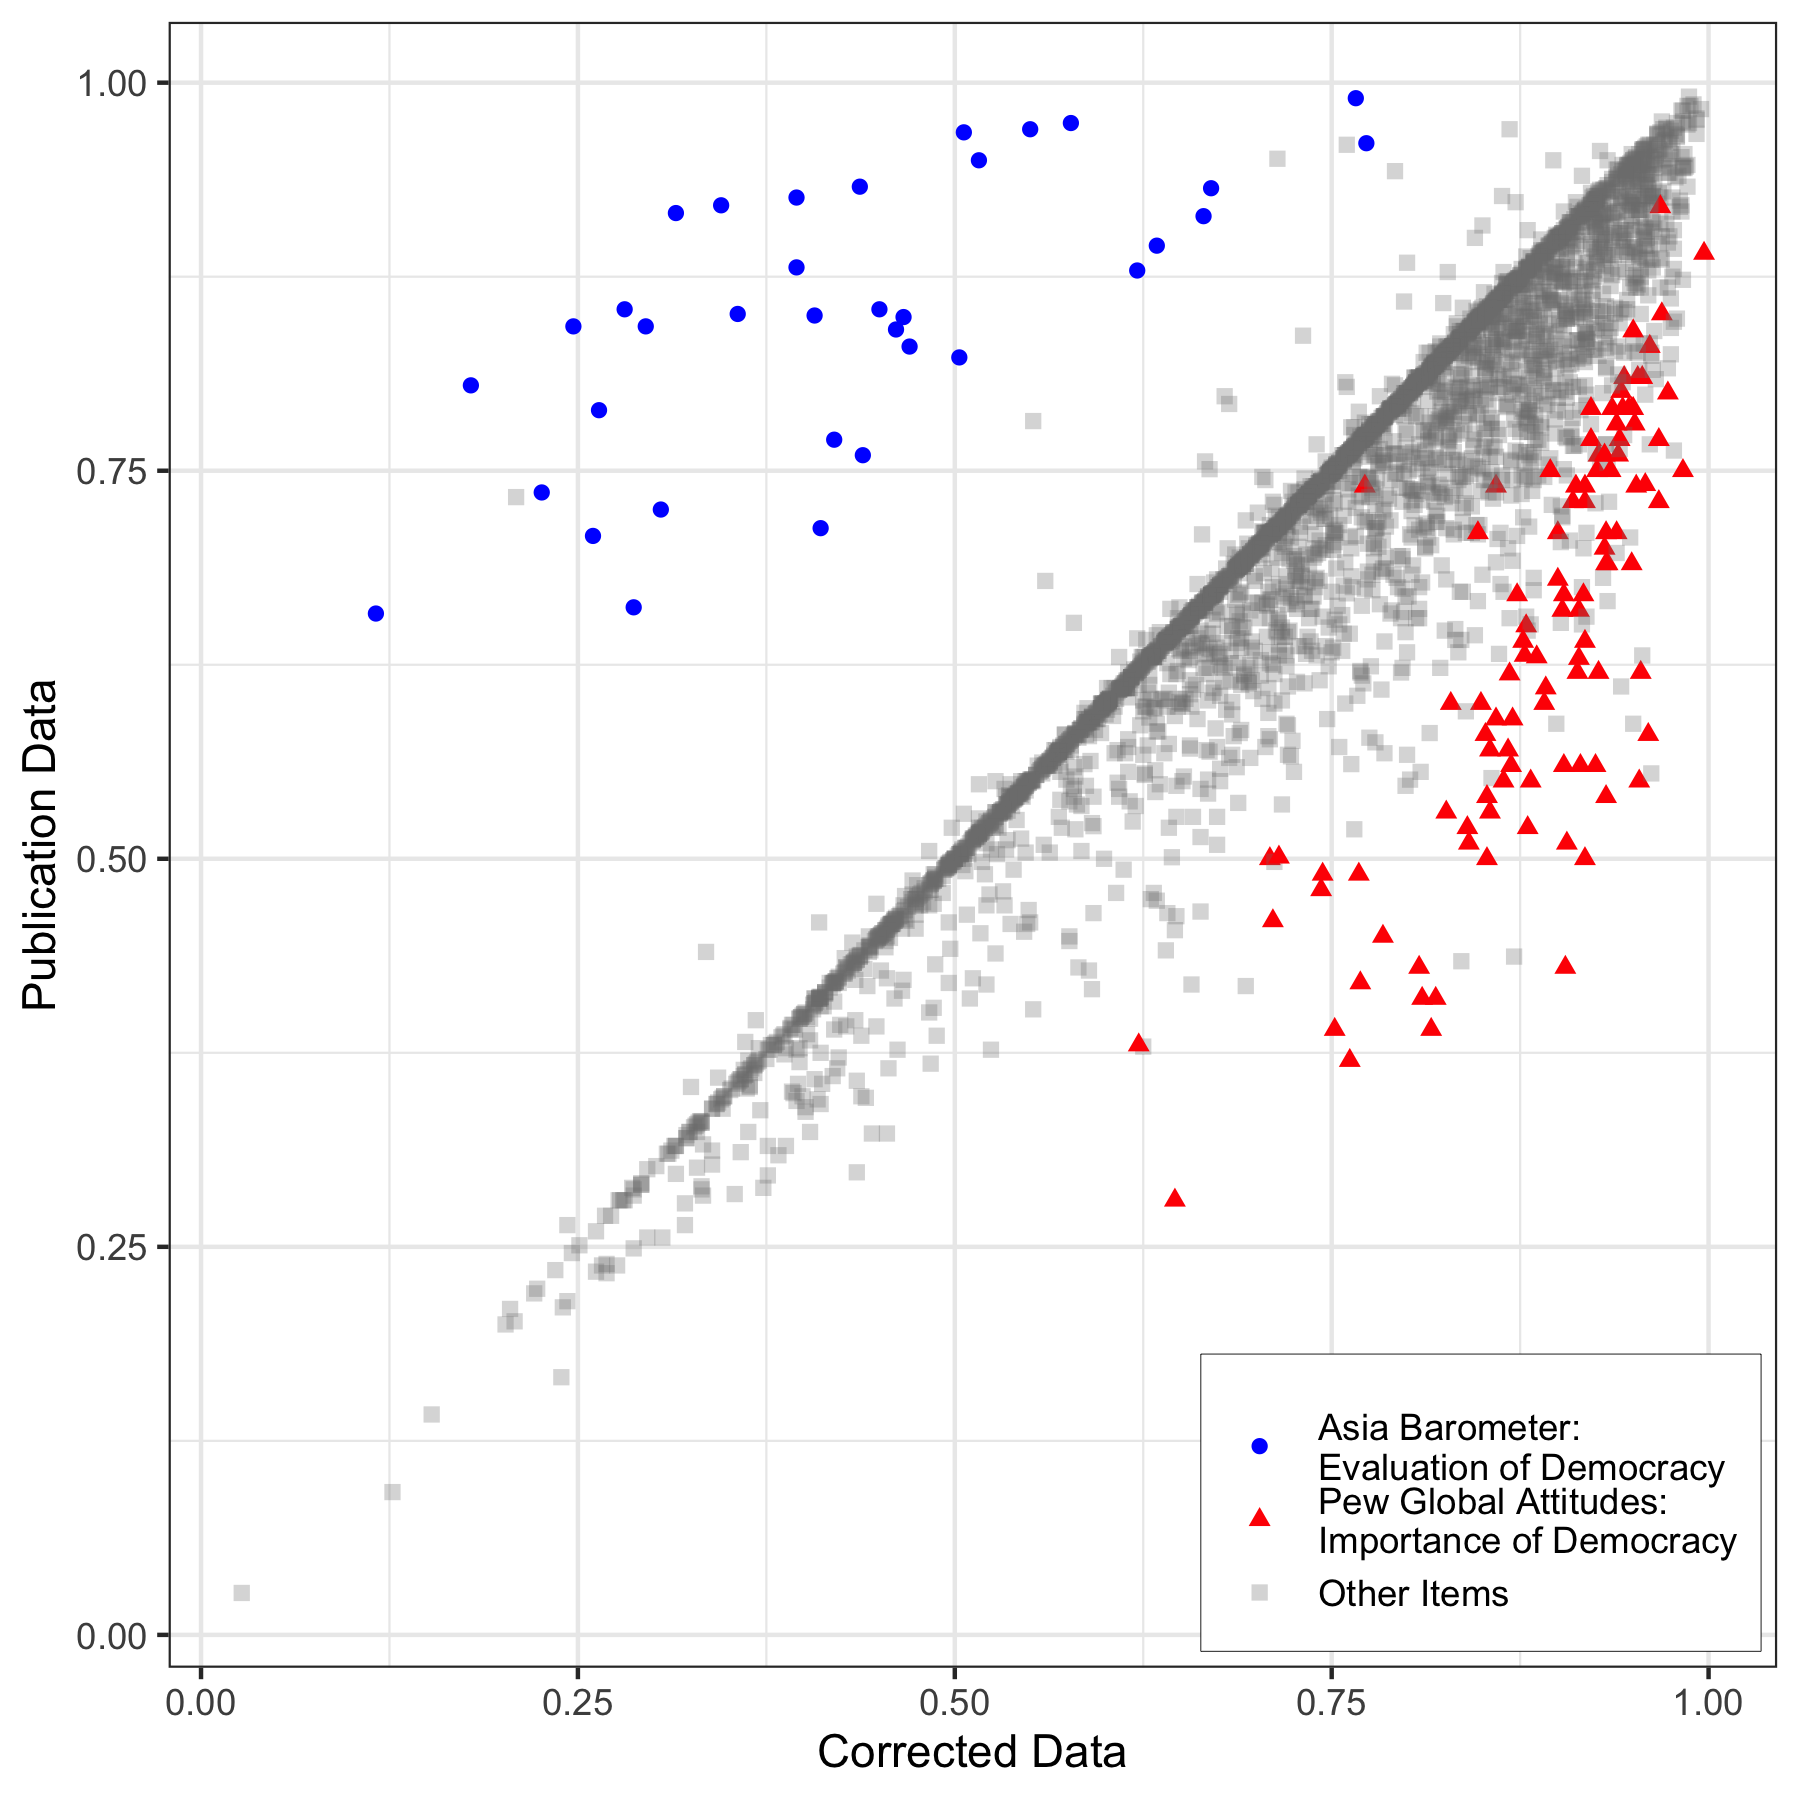 Publication Data
1.00
0.75
0.50
0.25
0.00
0.00
0.25
0.50
0.75
1.00
Corrected Data
Asia Barometer:
Evaluation of Democracy
Pew Global Attitudes:
Importance of Democracy
Other Items